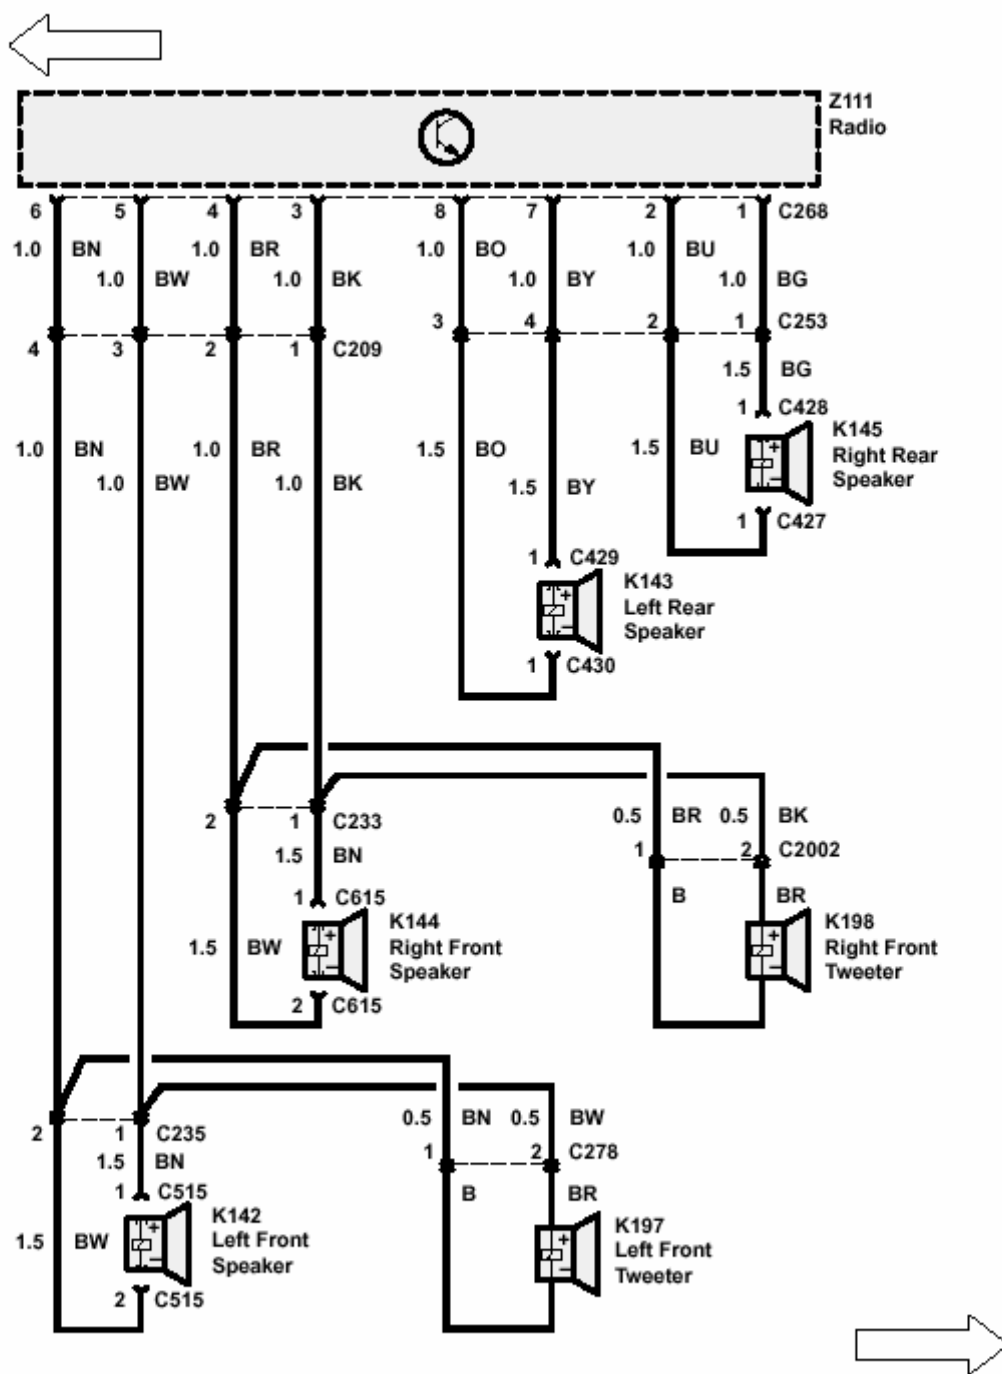 Z111
Radio
6 5 4 3 8 7 2 1 C268
1.0 BN 1.0 BR 1.0 BO 1.0 BU
1.0 BW 1.0 BK 1.0 BY 1.0 BG
3 4 2 1 C253
4 3 2 1 C209
1.5 BG
1 C428
K145
Right Rear
Speaker
1.0 BN 1.0 BR 1.5 BO 1.5 BU
1.0 BW 1.0 BK 1.5 BY
1 C427
1 C429
K143
Left Rear
Speaker
1 C430
2 1 C233
0.5 BR 0.5 BK
1 2 C2002
1.5 BN
1 C615
B BR
K144
Right Front
Speaker
K198
Right Front
Tweeter
1.5 BW
2 C615
2 1 C235
0.5 BN 0.5 BW
1 2 C278
1.5 BN
1 C515
B BR
K142
Left Front
Speaker
K197
Left Front
Tweeter
1.5 BW
2 C515